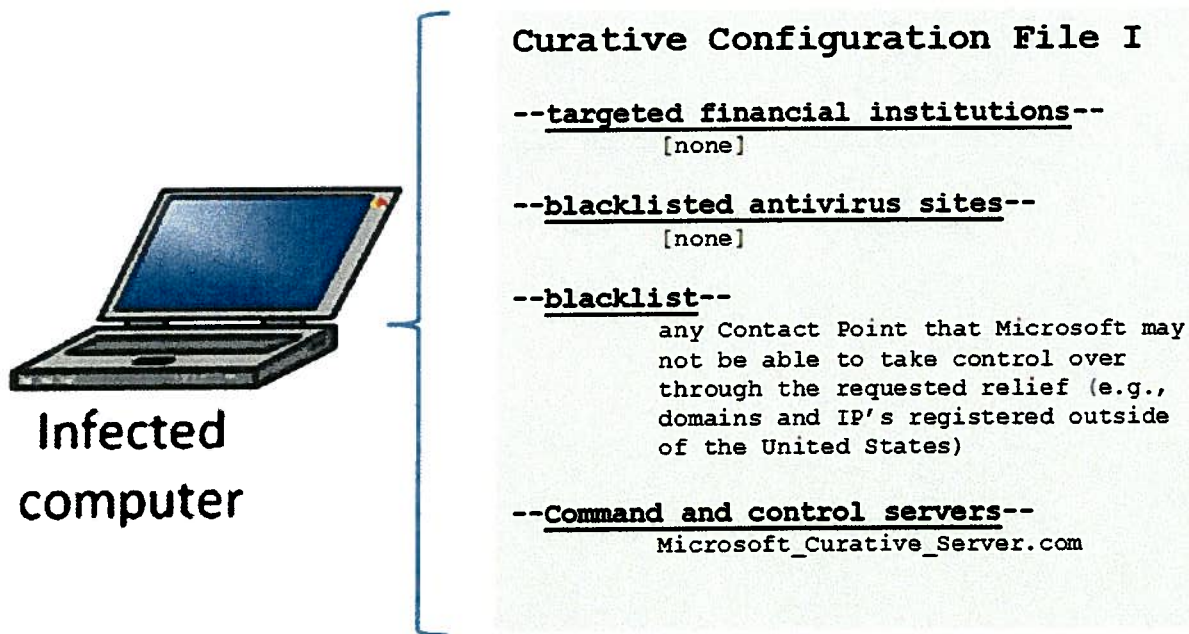 Curative Configuration File I
--targeted financial institutions--
[none]
--blacklisted antivirus sites--
[none]
--blacklist--
any Contact Point that Microsoft may
not be able to take control over
through the requested relief (e.g.,
domains and IP's registered outside
of the United States)
--Command and control servers--
Microsoft_Curative_Server.com
Infected
computer